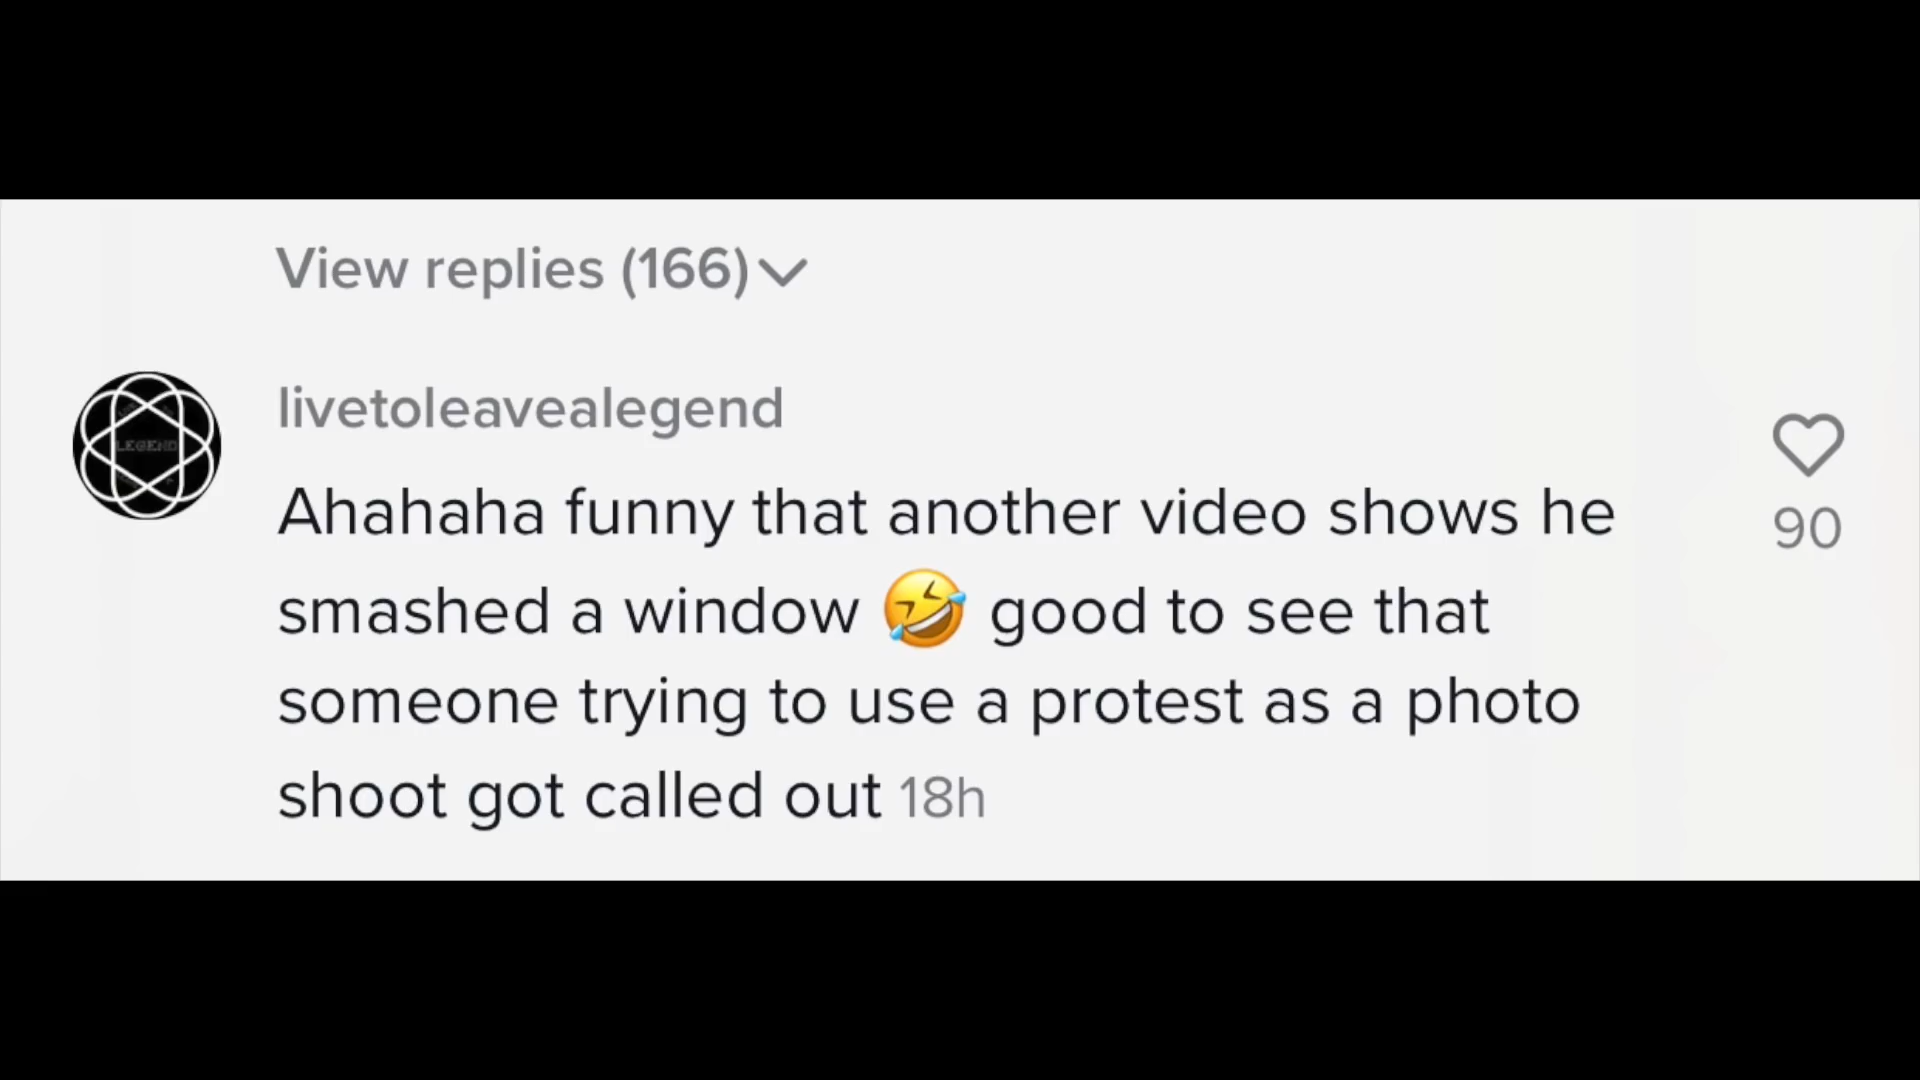 View replies (166)
livetoleavealegend
LEGEND
Ahahaha funny that another video shows he
90
smashed a window 🤣 good to see that
someone trying to use a protest as a photo
shoot got called out 18h